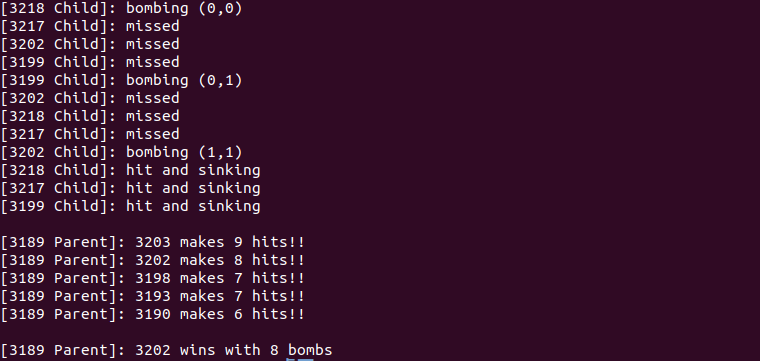 [3218 Child]: bombing (0,0)
[3217 Child]: missed
[3202 Child]: missed
[3199 Child]: missed
[3199 Child]: bombing (0,1)
[3202 Child]: missed
[3218 Child]: missed
[3217 Child]: missed
[3202 Child]: bombing (1,1)
[3218 Child]: hit and sinking
[3217 Child]: hit and sinking
[3199 Child]: hit and sinking
[3189 Parent]: 3203 makes 9 hits!!
[3189 Parent]: 3202 makes 8 hits!!
[3189 Parent]: 3198 makes 7 hits!!
[3189 Parent]: 3193 makes 7 hits!!
[3189 Parent]: 3190 makes 6 hits!!
[3189 Parent]: 3202 wins with 8 bombs